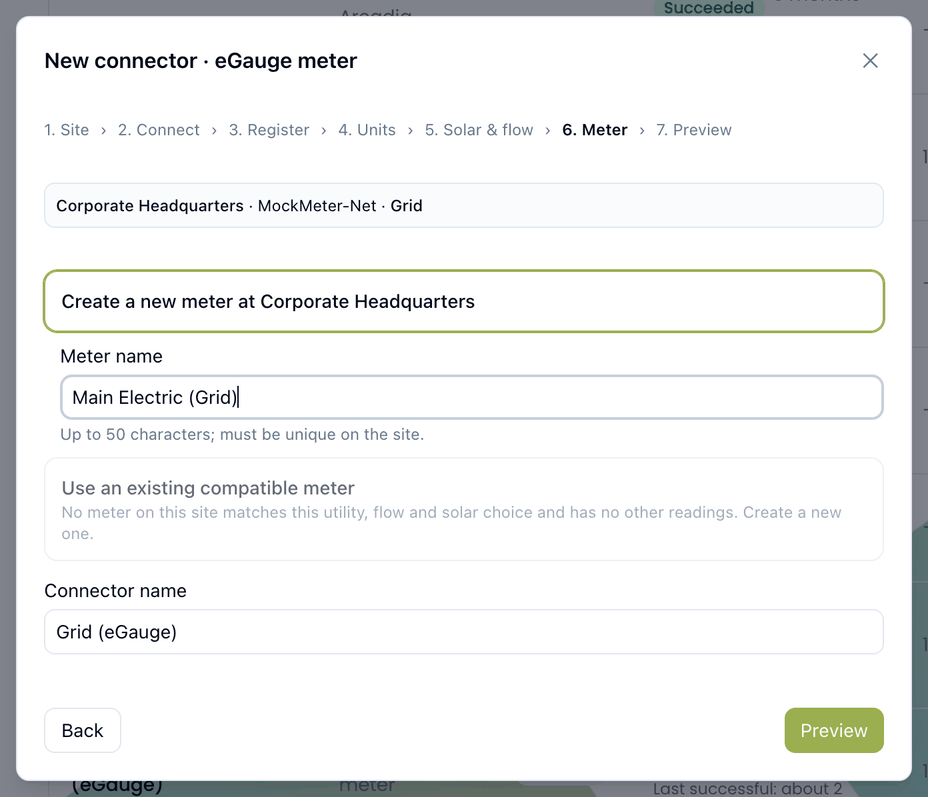 Arcadia
Succeeded
New connector · eGauge meter
1. Site › 2. Connect › 3. Register › 4. Units › 5. Solar & flow › 6. Meter › 7. Preview
Corporate Headquarters · MockMeter-Net · Grid
Create a new meter at Corporate Headquarters
Meter name
Main Electric (Grid)
Up to 50 characters; must be unique on the site.
Use an existing compatible meter
No meter on this site matches this utility, flow and solar choice and has no other readings. Create a new
one.
Connector name
Grid (eGauge)
Back
Preview
(eGauge)
meter
Last successful: about 2